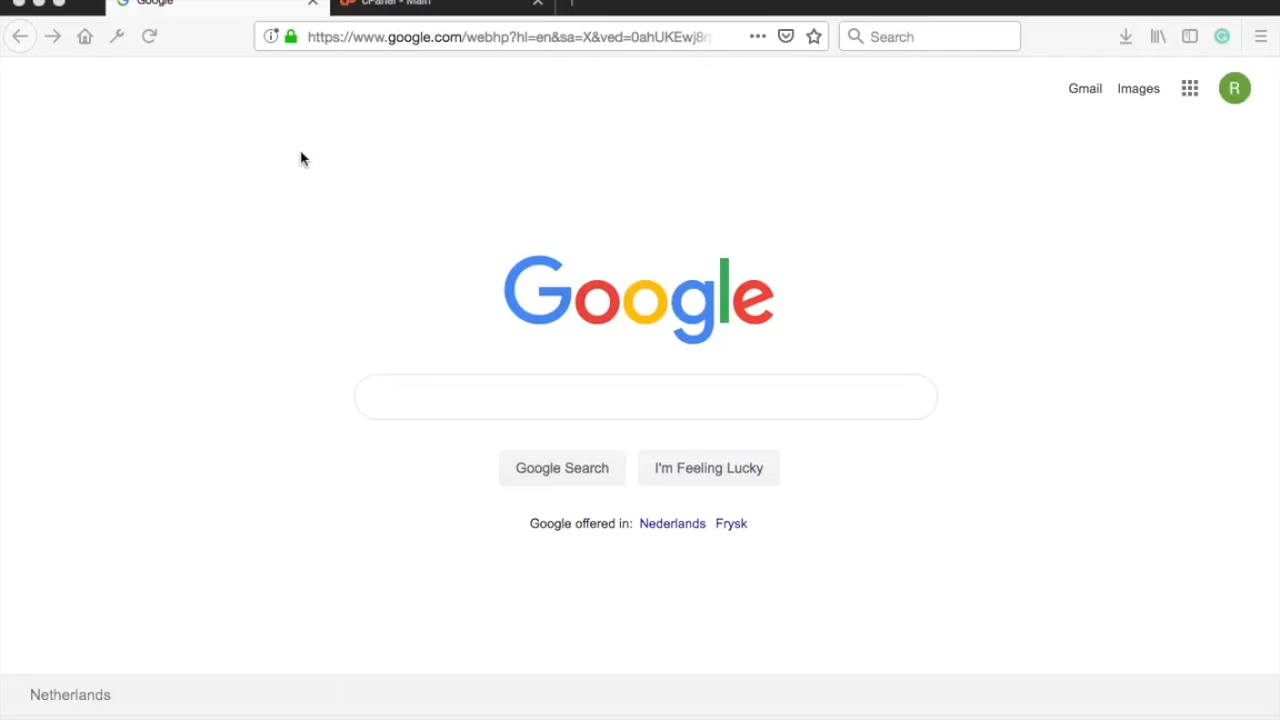 Google
cPanel - Main
https://www.google.com/webhp?hl=en&sa=X&ved=0ahUKEwj8r
Search
Gmail
Images
R
Google
Google Search
I'm Feeling Lucky
Google offered in: Nederlands Frysk
Netherlands